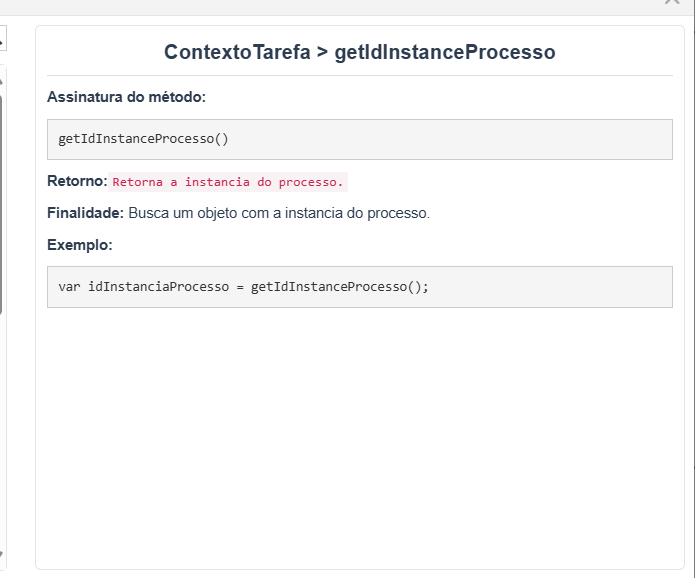 ContextoTarefa > getIdInstanceProcesso
Assinatura do método:
getIdInstanceProcesso()
Retorno: Retorna a instancia do processo.
Finalidade: Busca um objeto com a instancia do processo.
Exemplo:
var idInstanciaProcesso = getIdInstanceProcesso();